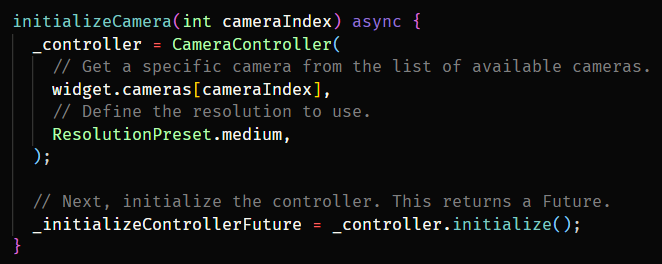 initializeCamera(int cameraIndex) async {
_controller = CameraController(
// Get a specific camera from the list of available cameras.
widget.cameras[cameraIndex],
// Define the resolution to use.
ResolutionPreset.medium,
);
// Next, initialize the controller. This returns a Future.
_initializeControllerFuture = _controller.initialize();
}